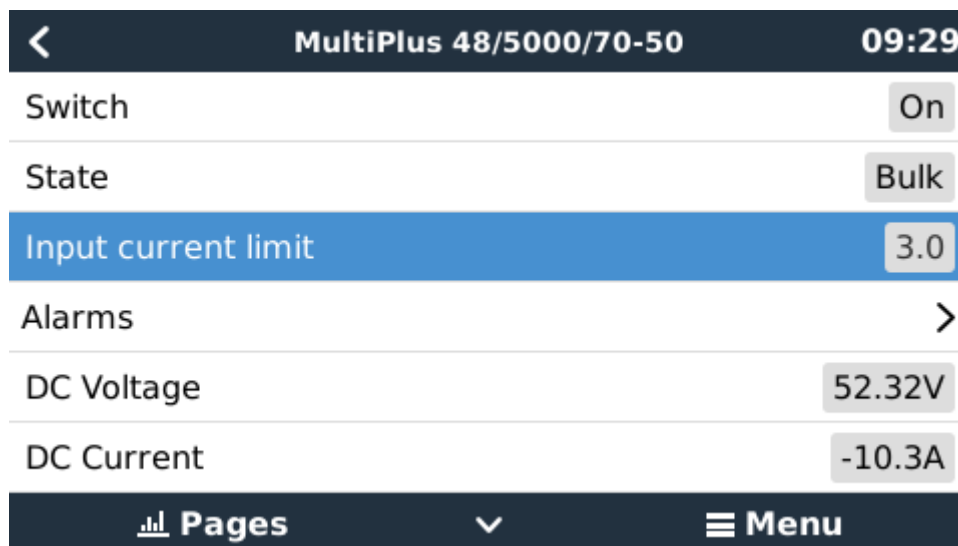 MultiPlus 48/5000/70-50 09:29
Switch On
State Bulk
Input current limit 3.0
Alarms
DC Voltage 52.32V
DC Current -10.3A
Pages Menu